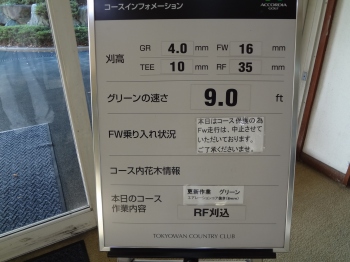 コースインフォメーション
ACCORDIA
GOLF
刈高
GR 4.0 mm FW 16 mm
TEE 10 mm RF 35 mm
グリーンの速さ 9.0 ft
FW乗り入れ状況
本日はコース保護の為
Fw走行は、中止させて
いただいております。
ご了承くださいませ。
コース内花木情報
本日のコース
作業内容
更新作業 グリーン
RF刈込
TOKYOWAN COUNTRY CLUB